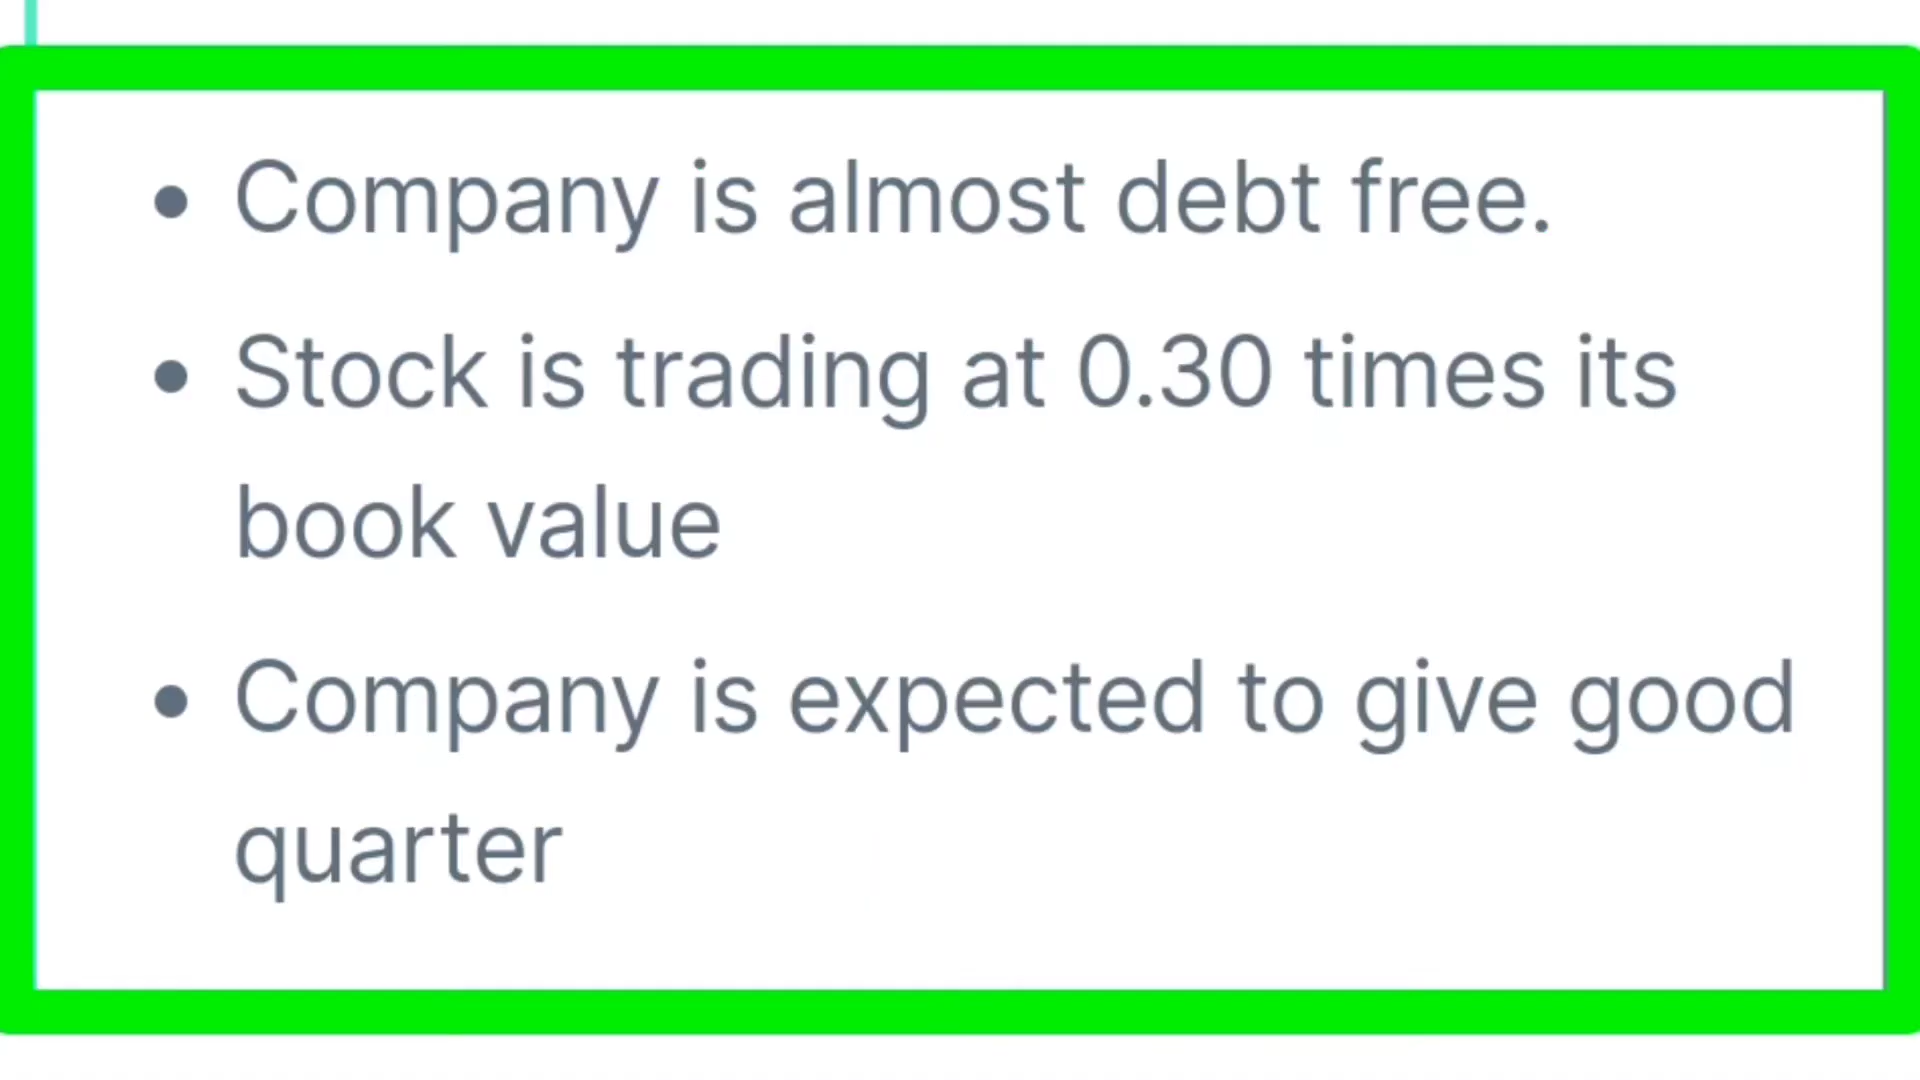 • Company is almost debt free.
• Stock is trading at 0.30 times its
book value
• Company is expected to give good
quarter